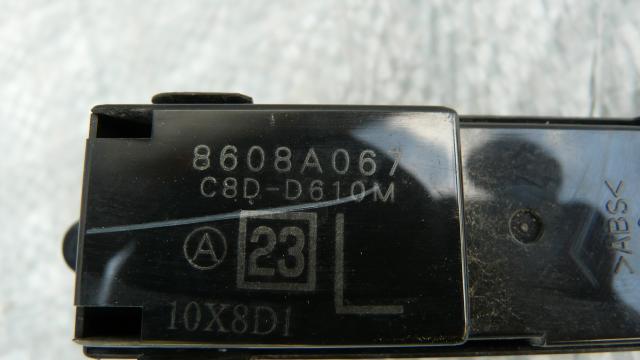 8608A067
C8D-D610M
A 23 L
10X8D1
>ABS<